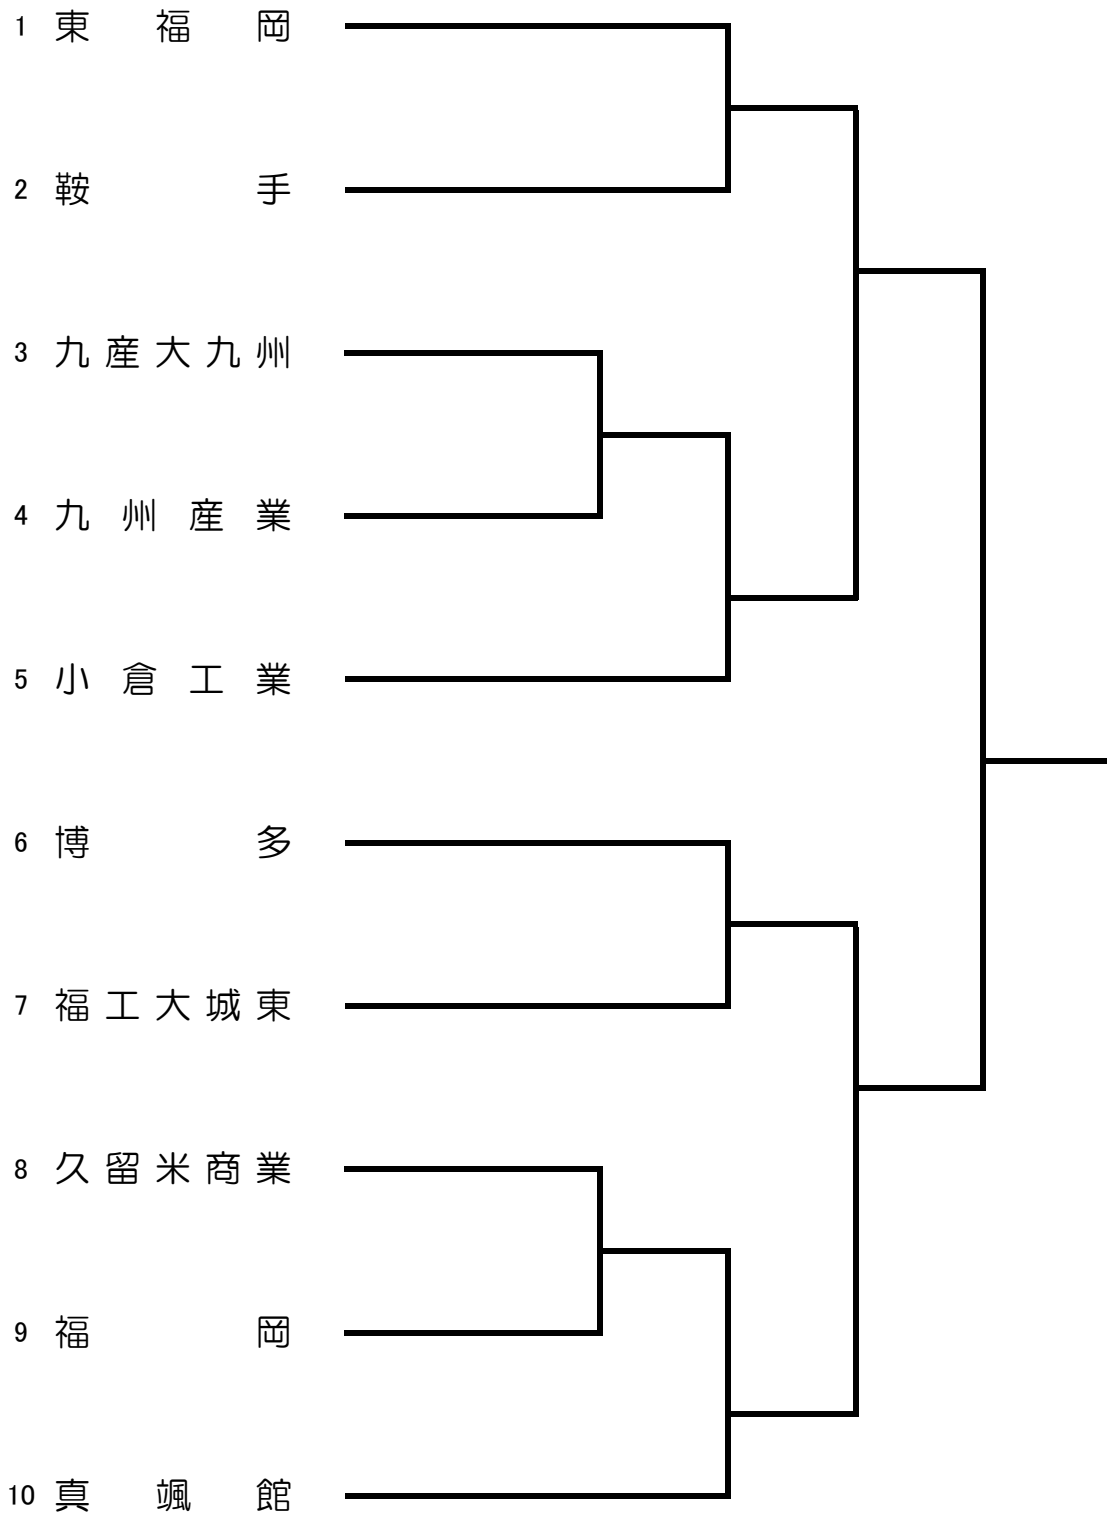 1 東福岡
2 鞍手
3 九産大九州
4 九州産業
5 小倉工業
6 博多
7 福工大城東
8 久留米商業
9 福岡
10 真颯館